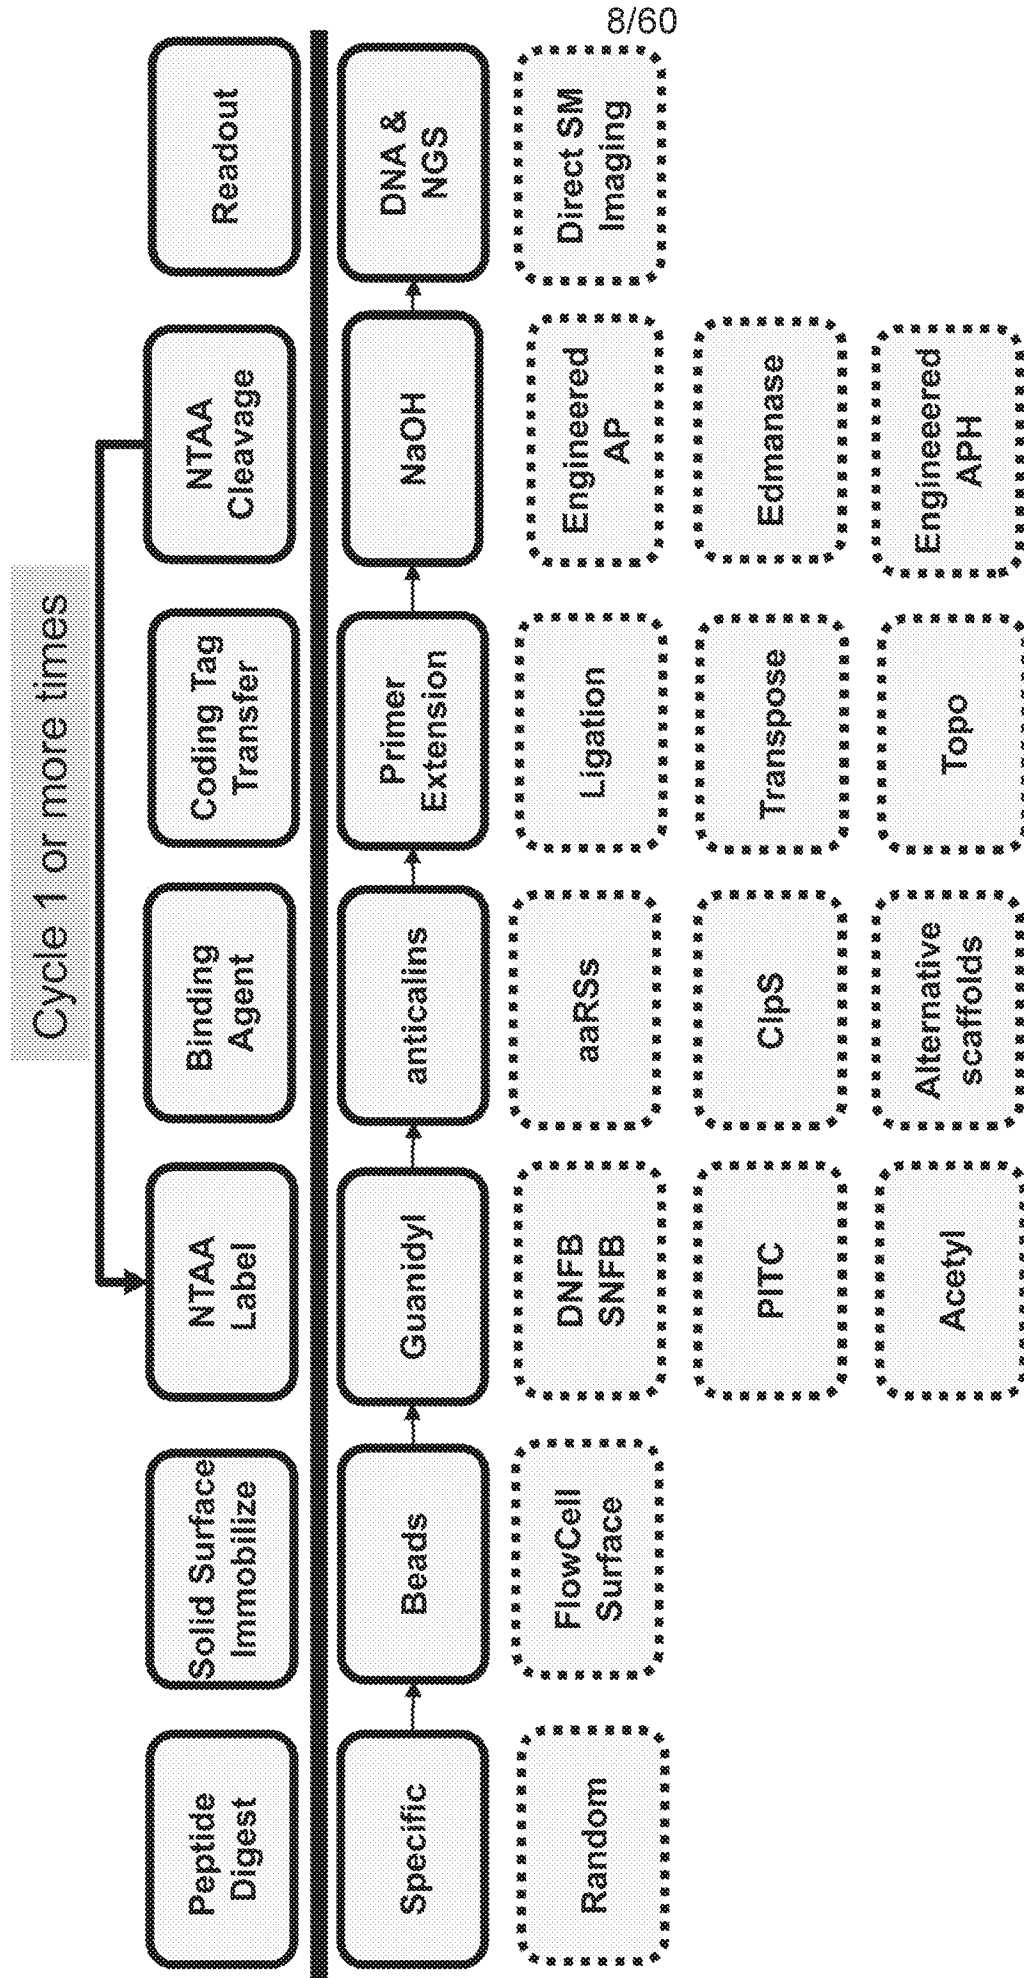 8/60
Cycle 1 or more times
Peptide
Digest
Solid Surface
Immobilize
NTAA
Label
Binding
Agent
Coding Tag
Transfer
NTAA
Cleavage
Readout
Specific
Beads
Guanidyl
anticalins
Primer
Extension
NaOH
DNA &
NGS
Random
FlowCell
Surface
DNFB
SNFB
aaRSs
Ligation
Engineered
AP
Direct SM
Imaging
PITC
ClpS
Transpose
Edmanase
Acetyl
Alternative
scaffolds
Topo
Engineeered
APH